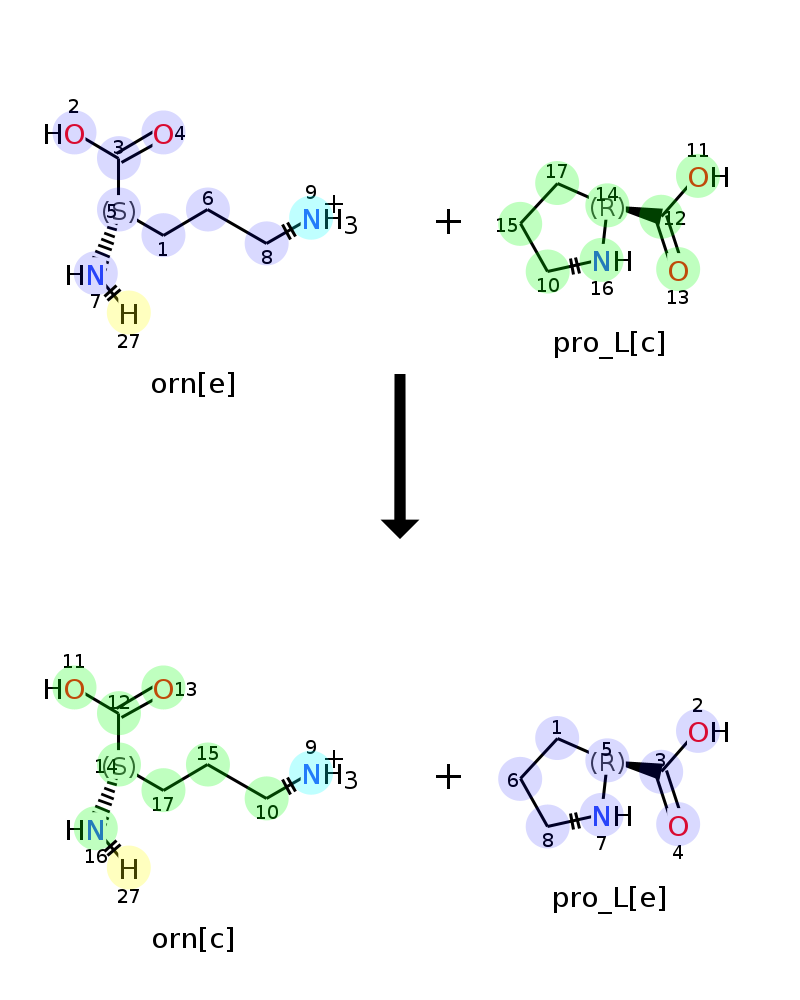 2 HO 3 O4
5 (S) 1 6 8 9 NH3+
HN 7 H 27
orn[e]
+
17 14 (R) 11 OH
15 12
10 NH 16 O 13
pro_L[c]
11 HO 12 O13
14 (S) 17 15 10 9 NH3+
HN 16 H 27
orn[c]
+
1 5 (R) 2 OH
6 3
8 NH 7 O 4
pro_L[e]